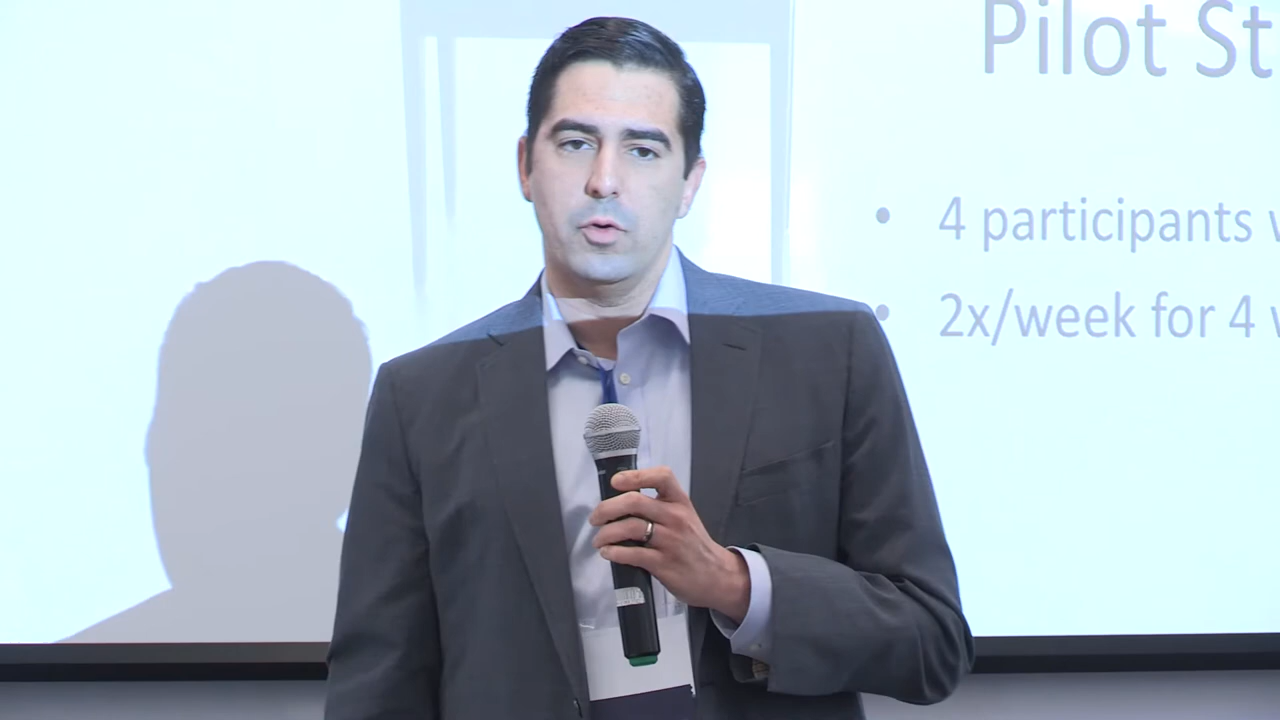 Pilot St
• 4 participants
• 2x/week for 4